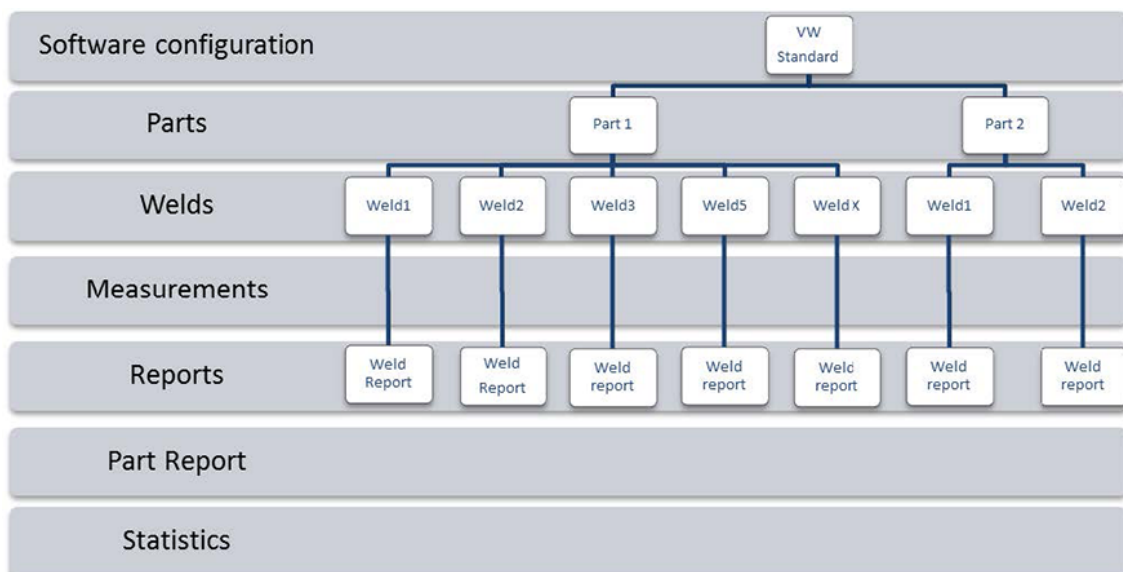 Software configuration
VW
Standard
Parts
Part 1
Part 2
Welds
Weld1
Weld2
Weld3
Weld5
Weld X
Weld1
Weld2
Measurements
Reports
Weld
Report
Weld
Report
Weld
report
Weld
report
Weld
report
Weld
report
Weld
report
Part Report
Statistics